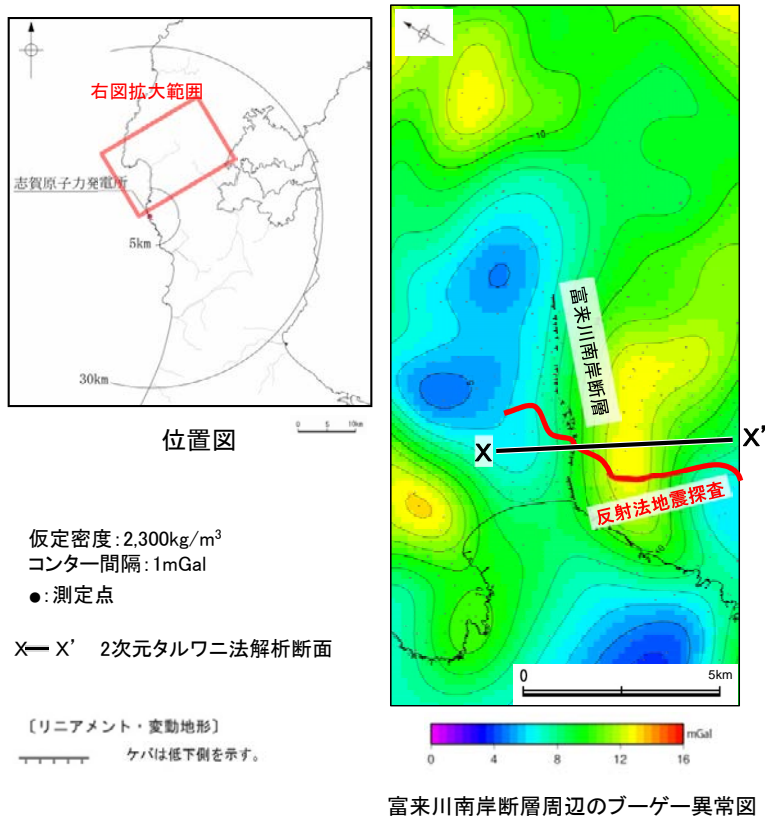 右図拡大範囲
志賀原子力発電所
5km
30km
0 5 10km
位置図
仮定密度:2,300kg/m³
コンター間隔:1mGal
●:測定点
X━ X' 2次元タルワニ法解析断面
〔リニアメント・変動地形〕
ケバは低下側を示す。
10
富来川南岸断層
5
X
X'
反射法地震探査
10
0 5km
mGal
0 4 8 12 16
富来川南岸断層周辺のブーゲー異常図